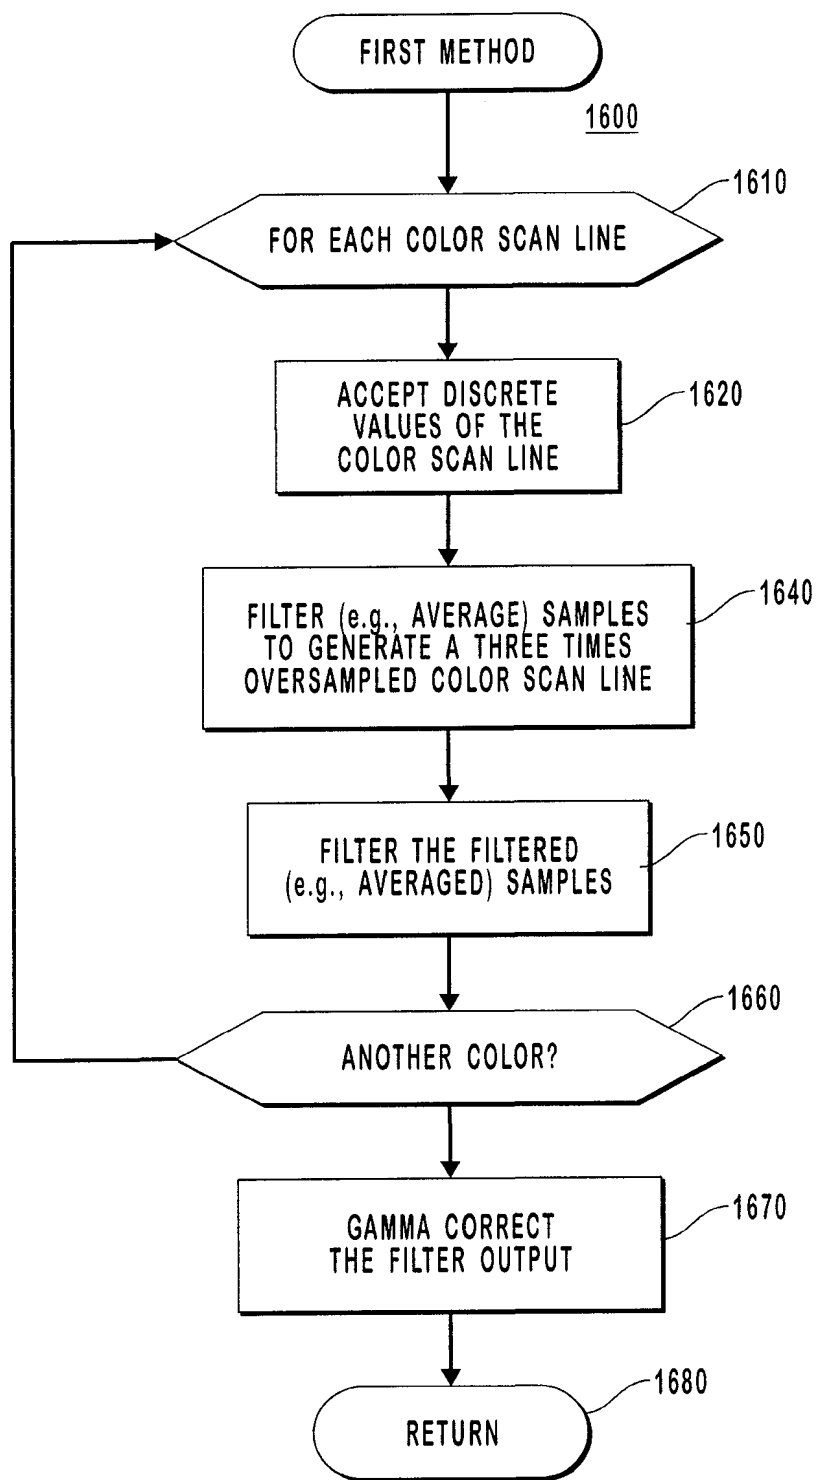 FIRST METHOD
1600
1610
FOR EACH COLOR SCAN LINE
ACCEPT DISCRETE
VALUES OF THE
COLOR SCAN LINE
1620
FILTER (e.g., AVERAGE) SAMPLES
TO GENERATE A THREE TIMES
OVERSAMPLED COLOR SCAN LINE
1640
FILTER THE FILTERED
(e.g., AVERAGED) SAMPLES
1650
1660
ANOTHER COLOR?
GAMMA CORRECT
THE FILTER OUTPUT
1670
RETURN
1680